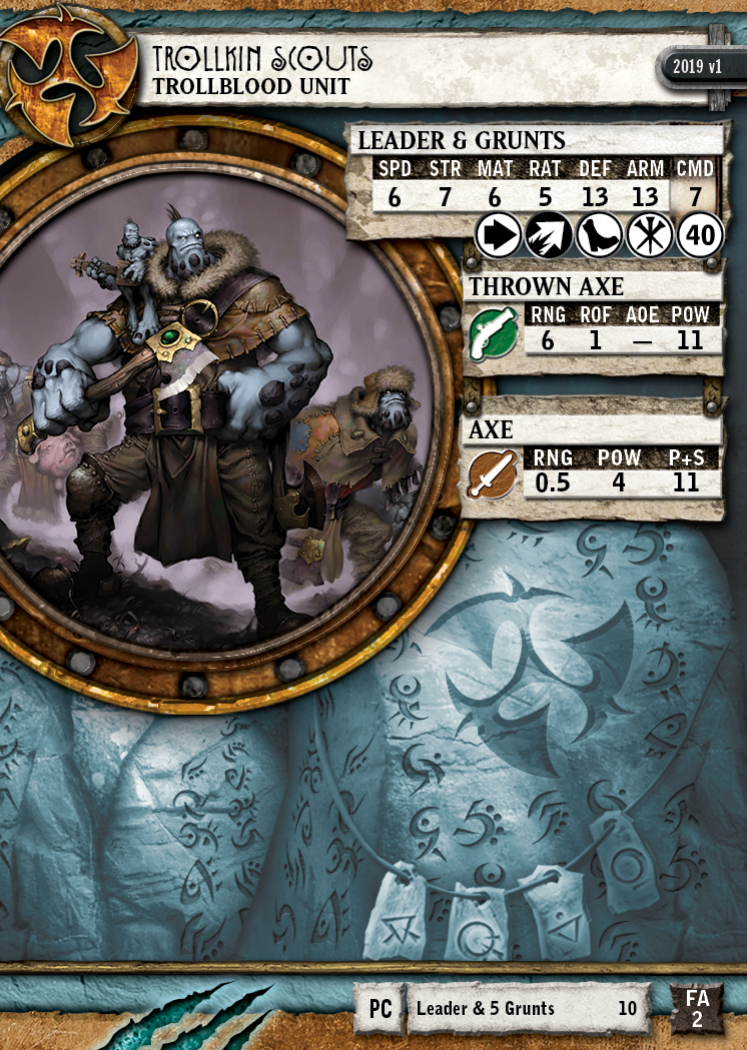 TROLLKIN SCOUTS
TROLLBLOOD UNIT
2019 v1
LEADER & GRUNTS
SPD STR MAT RAT DEF ARM CMD
6 7 6 5 13 13 7
40
THROWN AXE
RNG ROF AOE POW
6 1 — 11
AXE
RNG POW P+S
0.5 4 11
PC Leader & 5 Grunts 10
FA
2